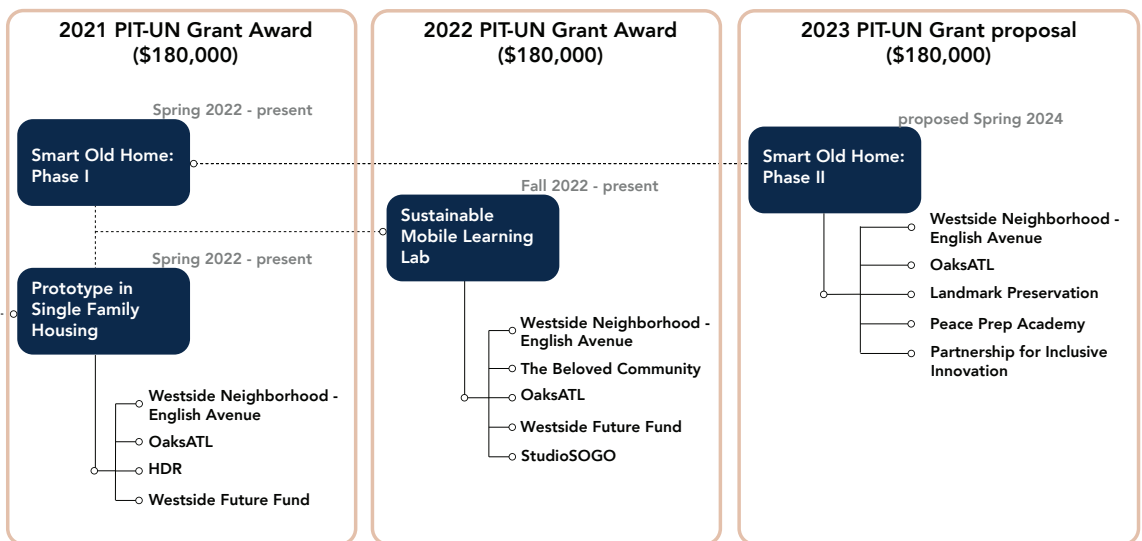 2021 PIT-UN Grant Award
($180,000)
Spring 2022 - present
Smart Old Home:
Phase I
Spring 2022 - present
Prototype in
Single Family
Housing
Westside Neighborhood -
English Avenue
OaksATL
HDR
Westside Future Fund
2022 PIT-UN Grant Award
($180,000)
Fall 2022 - present
Sustainable
Mobile Learning
Lab
Westside Neighborhood -
English Avenue
The Beloved Community
OaksATL
Westside Future Fund
StudioSOGO
2023 PIT-UN Grant proposal
($180,000)
proposed Spring 2024
Smart Old Home:
Phase II
Westside Neighborhood -
English Avenue
OaksATL
Landmark Preservation
Peace Prep Academy
Partnership for Inclusive
Innovation